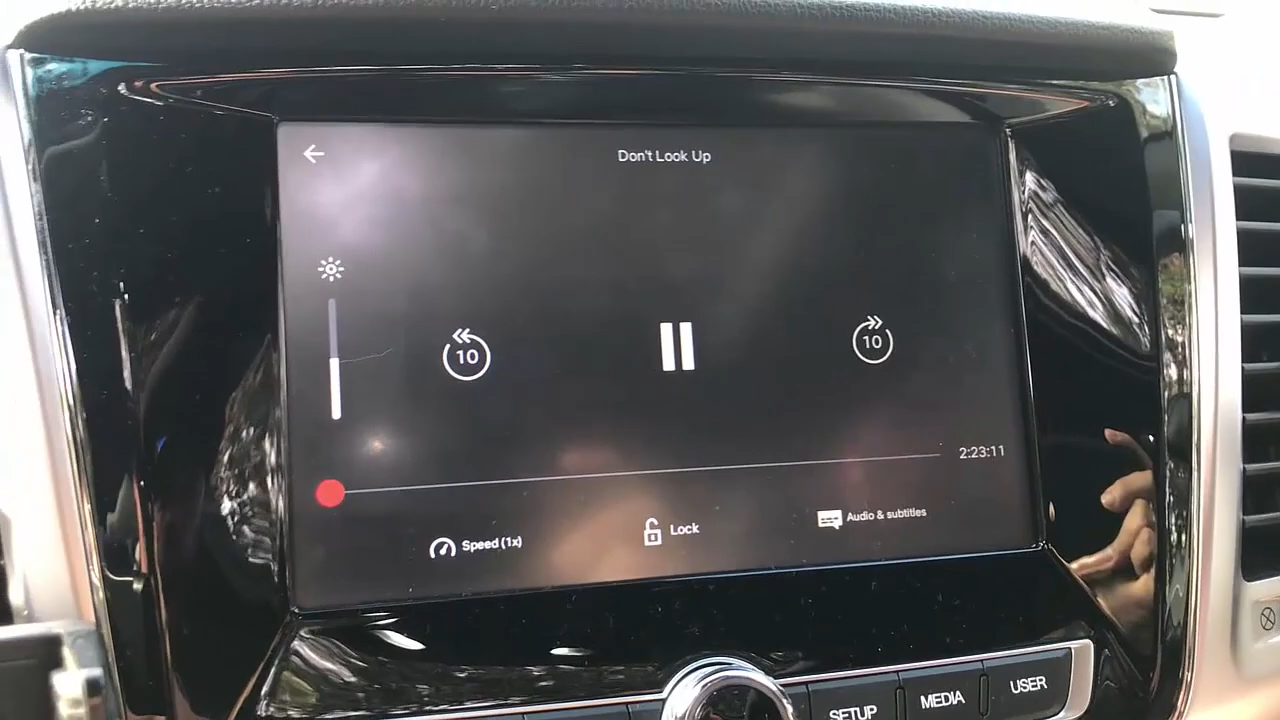 Don't Look Up
10
10
2:23:11
Speed (1x)
Lock
Audio & subtitles
SETUP
MEDIA
USER